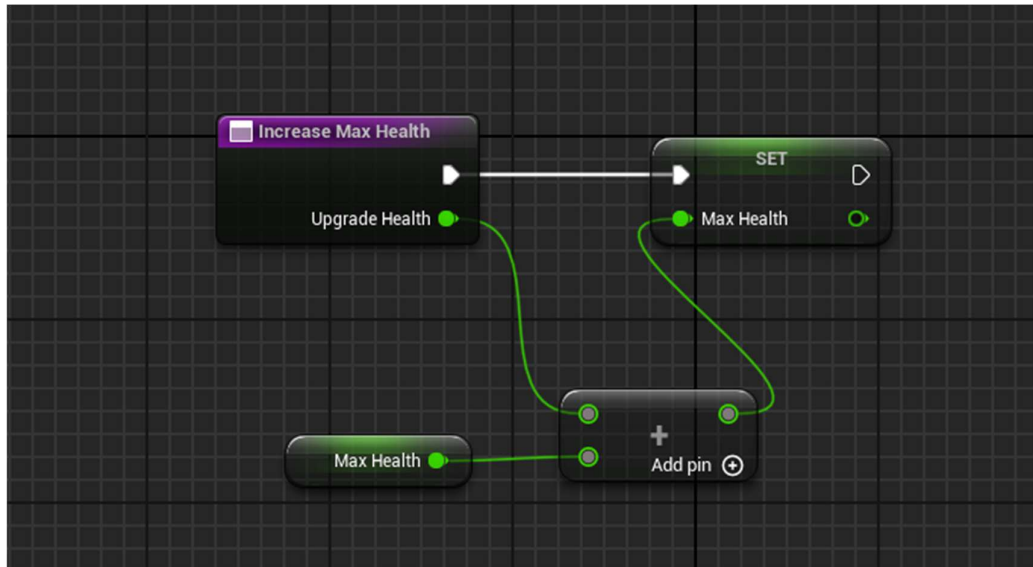 Increase Max Health
SET
Upgrade Health
Max Health
Max Health
Add pin